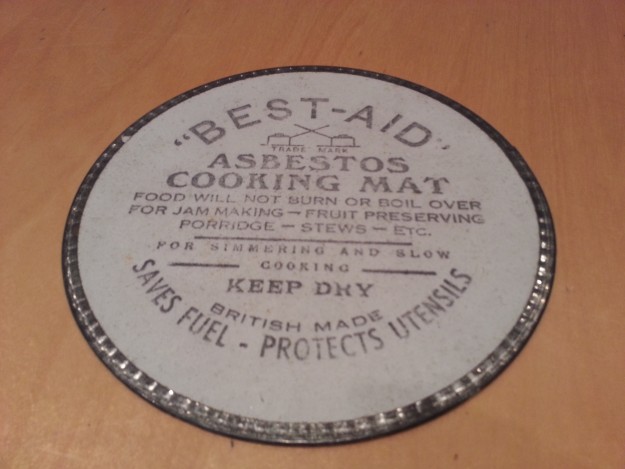 "BEST-AID"
TRADE MARK
ASBESTOS
COOKING MAT
FOOD WILL NOT BURN OR BOIL OVER
FOR JAM MAKING — FRUIT PRESERVING
PORRIDGE — STEWS — ETC.
FOR SIMMERING AND SLOW
COOKING
KEEP DRY
BRITISH MADE
SAVES FUEL - PROTECTS UTENSILS